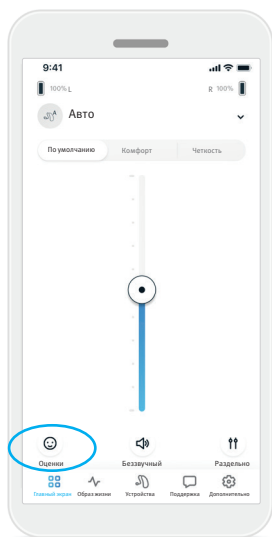 9:41
100% L R 100%
Авто
По умолчанию Комфорт Четкость
Оценки Беззвучный Раздельно
Главный экран Образ жизни Устройства Поддержка Дополнительно